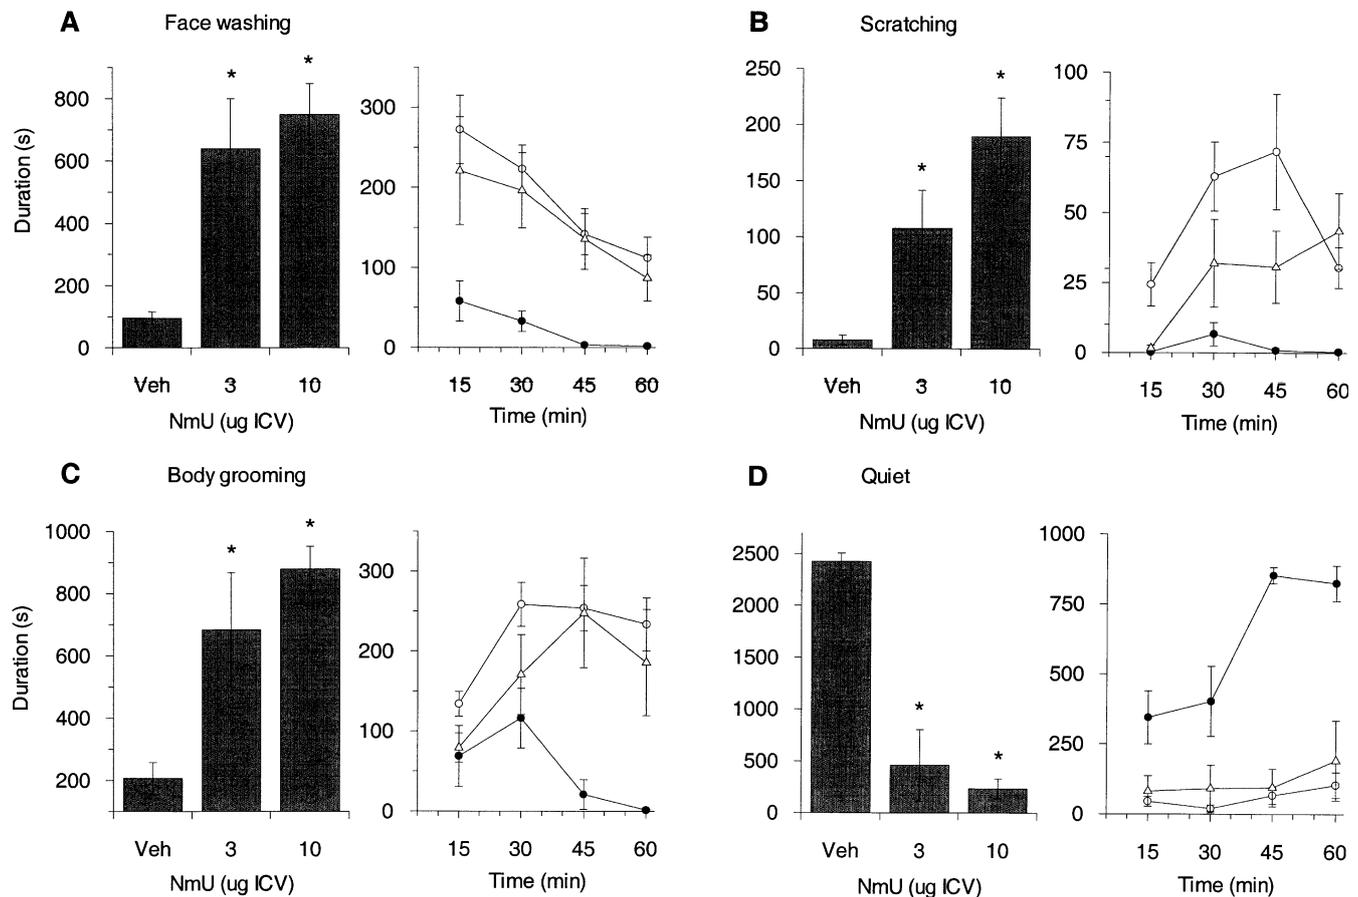 A Face washing
* *
800
600
400
200
0
Duration (s)
Veh 3 10
NmU (ug ICV)
300
200
100
0
15 30 45 60
Time (min)
B Scratching
* *
250
200
150
100
50
0
Veh 3 10
NmU (ug ICV)
100
75
50
25
0
15 30 45 60
Time (min)
C Body grooming
* *
1000
800
600
400
200
Duration (s)
Veh 3 10
NmU (ug ICV)
300
200
100
0
15 30 45 60
Time (min)
D Quiet
2500
2000
1500
1000
500
0
* *
Veh 3 10
NmU (ug ICV)
1000
750
500
250
0
15 30 45 60
Time (min)